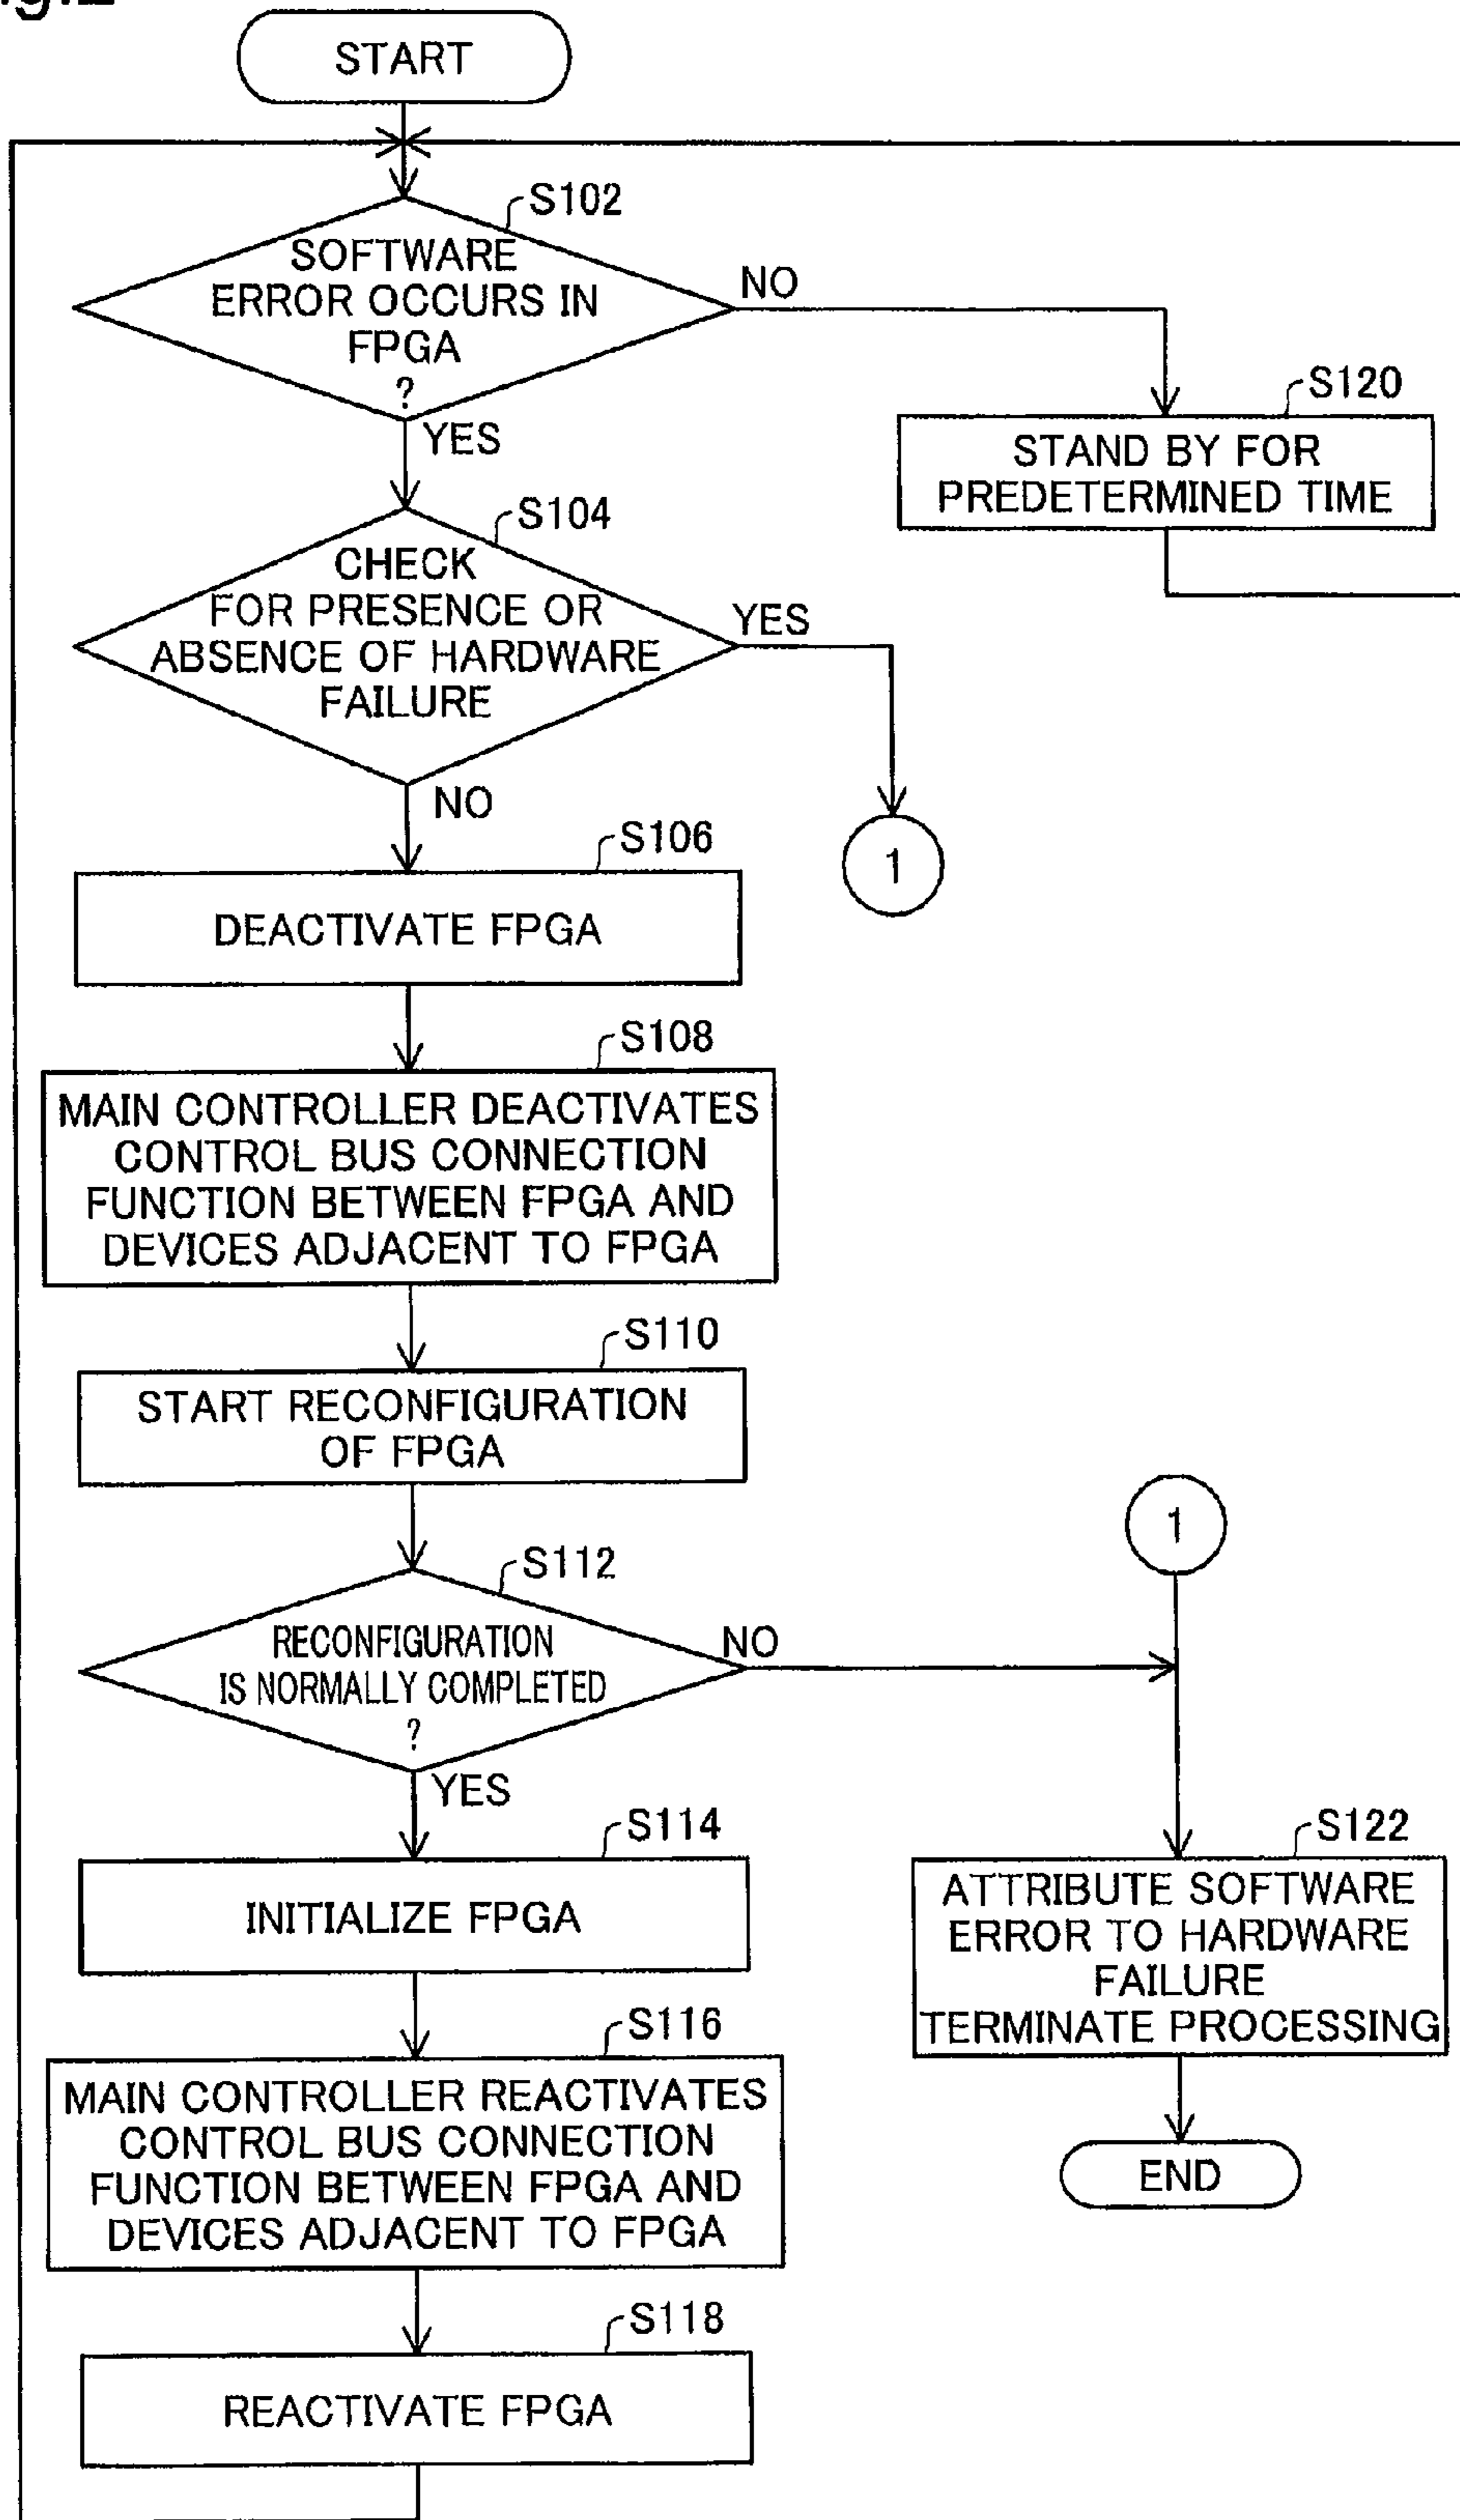 START
S102
SOFTWARE
ERROR OCCURS IN
FPGA
?
NO
YES
S120
STAND BY FOR
PREDETERMINED TIME
S104
CHECK
FOR PRESENCE OR
ABSENCE OF HARDWARE
FAILURE
YES
NO
1
S106
DEACTIVATE FPGA
S108
MAIN CONTROLLER DEACTIVATES
CONTROL BUS CONNECTION
FUNCTION BETWEEN FPGA AND
DEVICES ADJACENT TO FPGA
S110
START RECONFIGURATION
OF FPGA
1
S112
RECONFIGURATION
IS NORMALLY COMPLETED
?
NO
YES
S114
INITIALIZE FPGA
S122
ATTRIBUTE SOFTWARE
ERROR TO HARDWARE
FAILURE
TERMINATE PROCESSING
S116
MAIN CONTROLLER REACTIVATES
CONTROL BUS CONNECTION
FUNCTION BETWEEN FPGA AND
DEVICES ADJACENT TO FPGA
END
S118
REACTIVATE FPGA